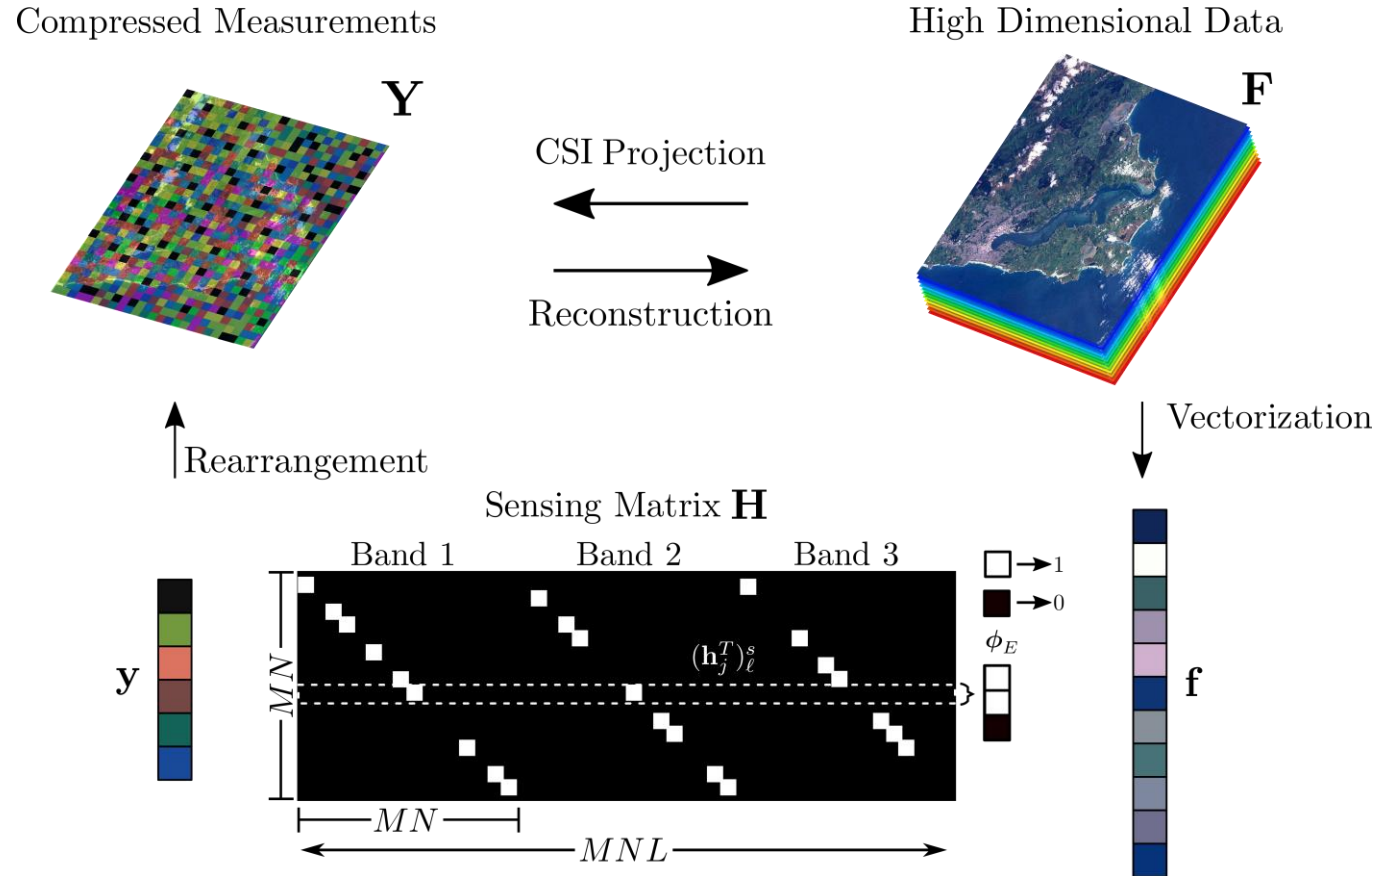 Compressed Measurements
High Dimensional Data
Y
F
CSI Projection
Reconstruction
Rearrangement
Vectorization
Sensing Matrix H
Band 1 Band 2 Band 3
1
0
ϕ_E
(h_j^T)_ℓ^s
MN
y
f
MN
MNL